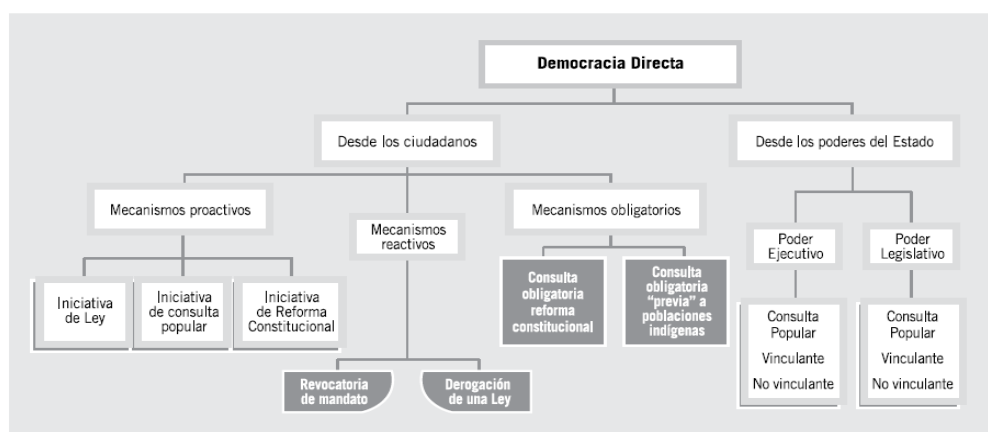 Democracia Directa
Desde los ciudadanos
Desde los poderes del Estado
Mecanismos proactivos
Mecanismos
reactivos
Mecanismos obligatorios
Poder
Ejecutivo
Poder
Legislativo
Iniciativa
de Ley
Iniciativa
de consulta
popular
Iniciativa
de Reforma
Constitucional
Consulta
obligatoria
reforma
constitucional
Consulta
obligatoria
“previa” a
poblaciones
indígenas
Consulta
Popular
Vinculante
No vinculante
Consulta
Popular
Vinculante
No vinculante
Revocatoria
de mandato
Derogación
de una Ley